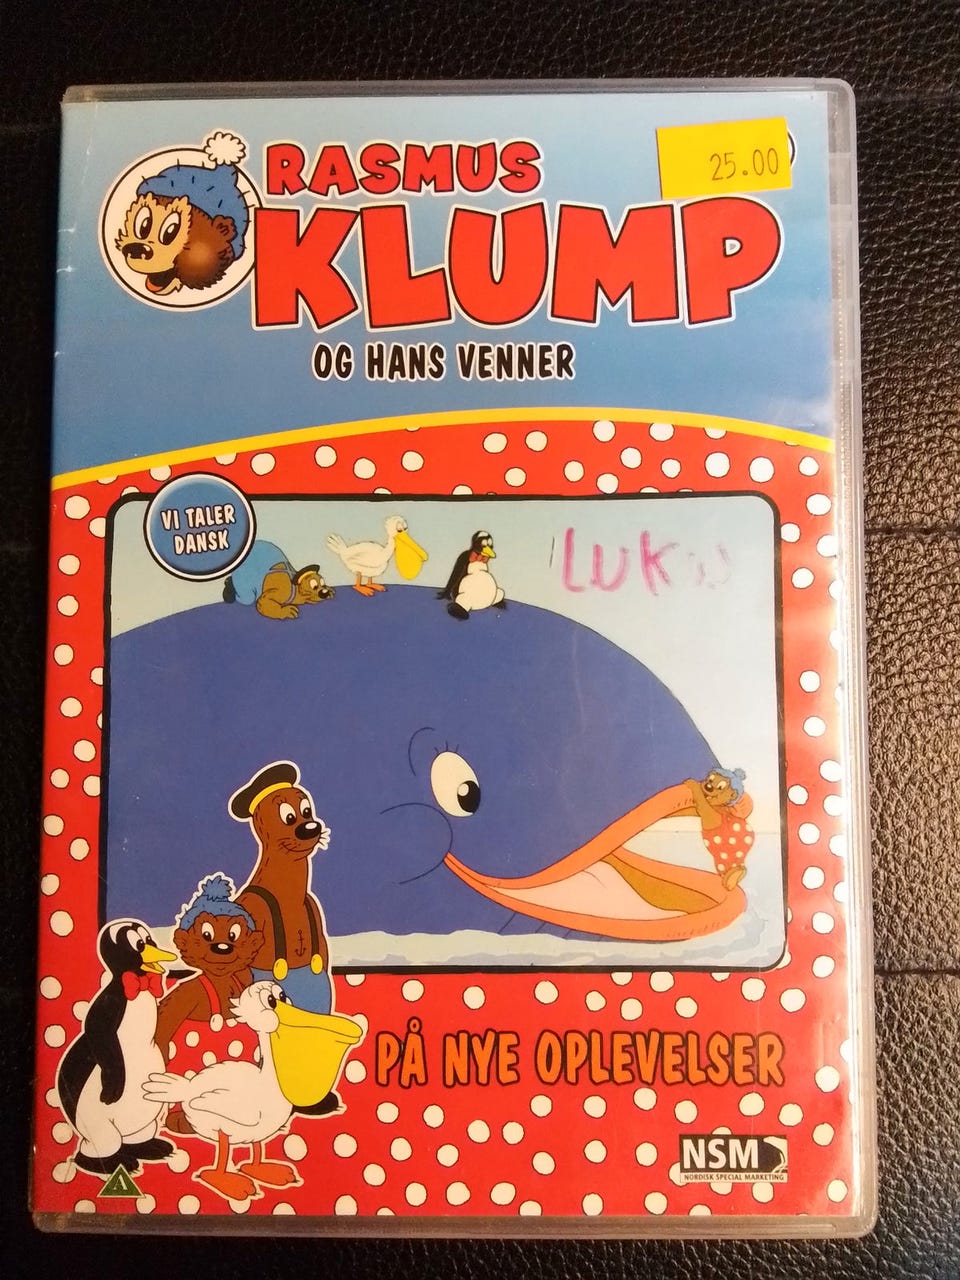 RASMUS
25.00
KLUMP
OG HANS VENNER
VI TALER
DANSK
PÅ NYE OPLEVELSER
NSM
NORDISK SPECIAL MARKETING
A